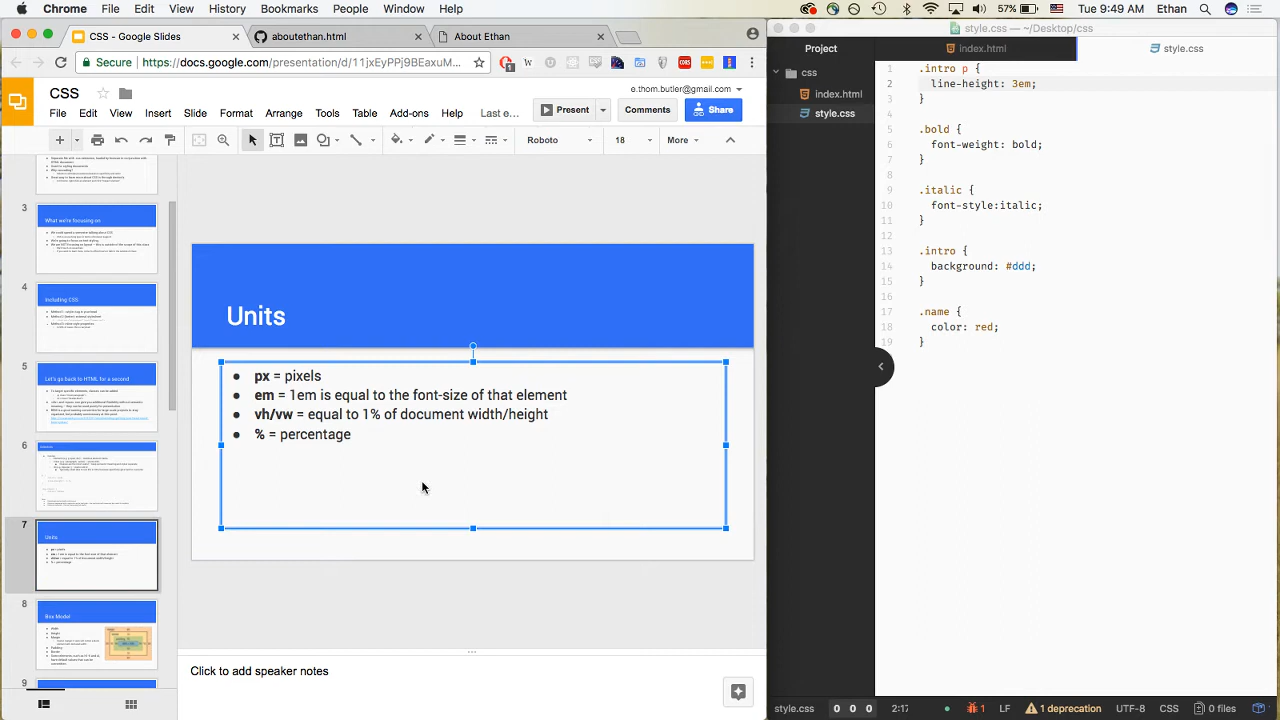 Chrome File Edit View History Bookmarks People Window Help 57% Tue 9:49 AM Ethan
C1 - CSS - Google Slides
GitHub
About Ethan
Secure https://docs.google.com/presentation/d/11jxEyPPj9BEaxuM...
CSS
e.thom.butler@gmail.com
File Edit View Insert Slide Format Arrange Tools Table Add-ons Help Last e...
Present Comments Share
Roboto 18 More
3 What we're focusing on
4 Including CSS
5 Let's go back to HTML for a second
6
7 Units
8 Box Model
9
Units
px = pixels
em = 1em is equal to the font size of the element
vh/vw = equal to 1% of document width/height
% = percentage
Click to add speaker notes
style.css — ~/Desktop/css
Project
index.html
style.css
css
index.html
style.css
1 .intro p {
2 line-height: 3em;
3 }
4
5 .bold {
6 font-weight: bold;
7 }
8
9 .italic {
10 font-style:italic;
11 }
12
13 .intro {
14 background: #ddd;
15 }
16
17 .name {
18 color: red;
19 }
style.css 0 0 0 2:17 1 LF 1 deprecation UTF-8 CSS 0 files